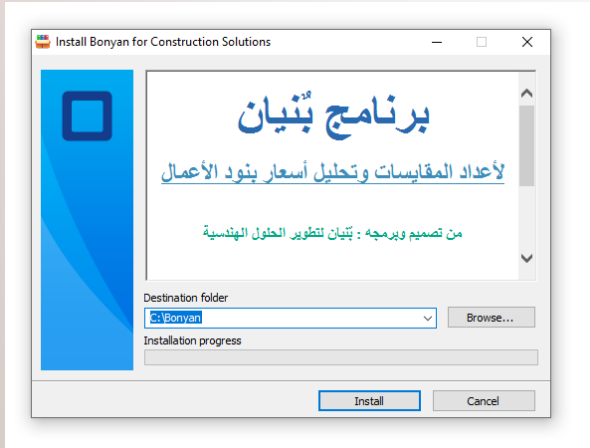 Install Bonyan for Construction Solutions
برنامج بٌنيان
لأعداد المقايسات وتحليل أسعار بنود الأعمال
من تصميم وبرمجه : بٌنيان لتطوير الحلول الهندسية
Destination folder
C:\Bonyan
Browse...
Installation progress
Install
Cancel